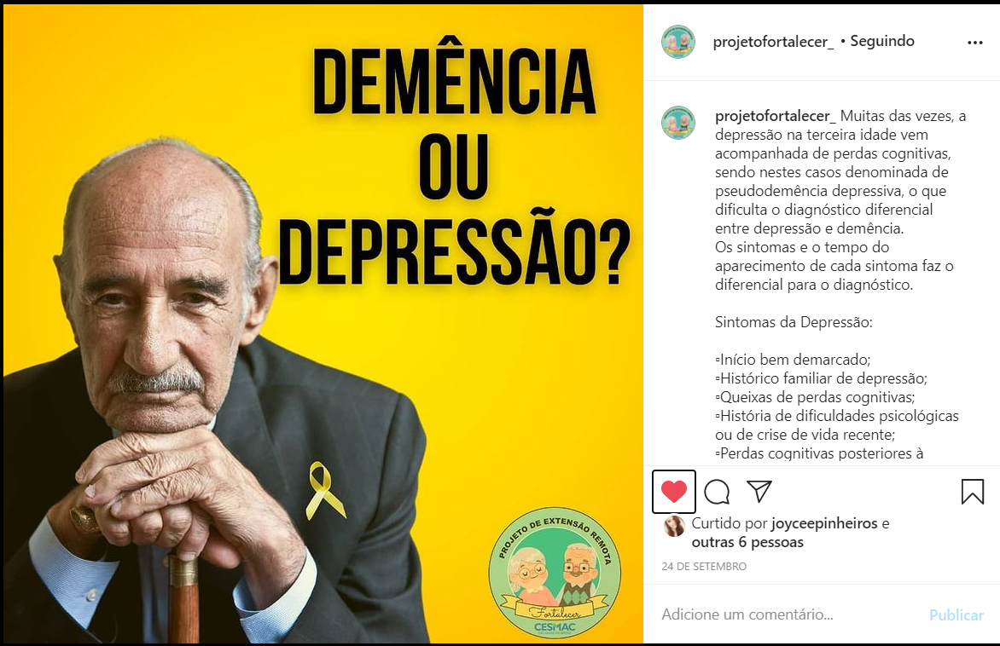 DEMÊNCIA
OU
DEPRESSÃO?
PROJETO DE EXTENSÃO REMOTA
Fortalecer
CESMAC
projetofortalecer_ • Seguindo
projetofortalecer_ Muitas das vezes, a
depressão na terceira idade vem
acompanhada de perdas cognitivas,
sendo nestes casos denominada de
pseudodemência depressiva, o que
dificulta o diagnóstico diferencial
entre depressão e demência.
Os sintomas e o tempo do
aparecimento de cada sintoma faz o
diferencial para o diagnóstico.
Sintomas da Depressão:
▫Início bem demarcado;
▫Histórico familiar de depressão;
▫Queixas de perdas cognitivas;
▫História de dificuldades psicológicas
ou de crise de vida recente;
▫Perdas cognitivas posteriores à
Curtido por joyceepinheiros e
outras 6 pessoas
24 DE SETEMBRO
Adicione um comentário... Publicar